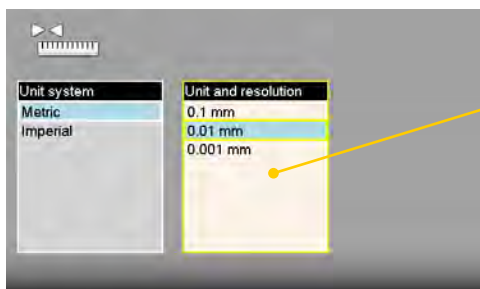 Unit system
Metric
Imperial
Unit and resolution
0.1 mm
0.01 mm
0.001 mm